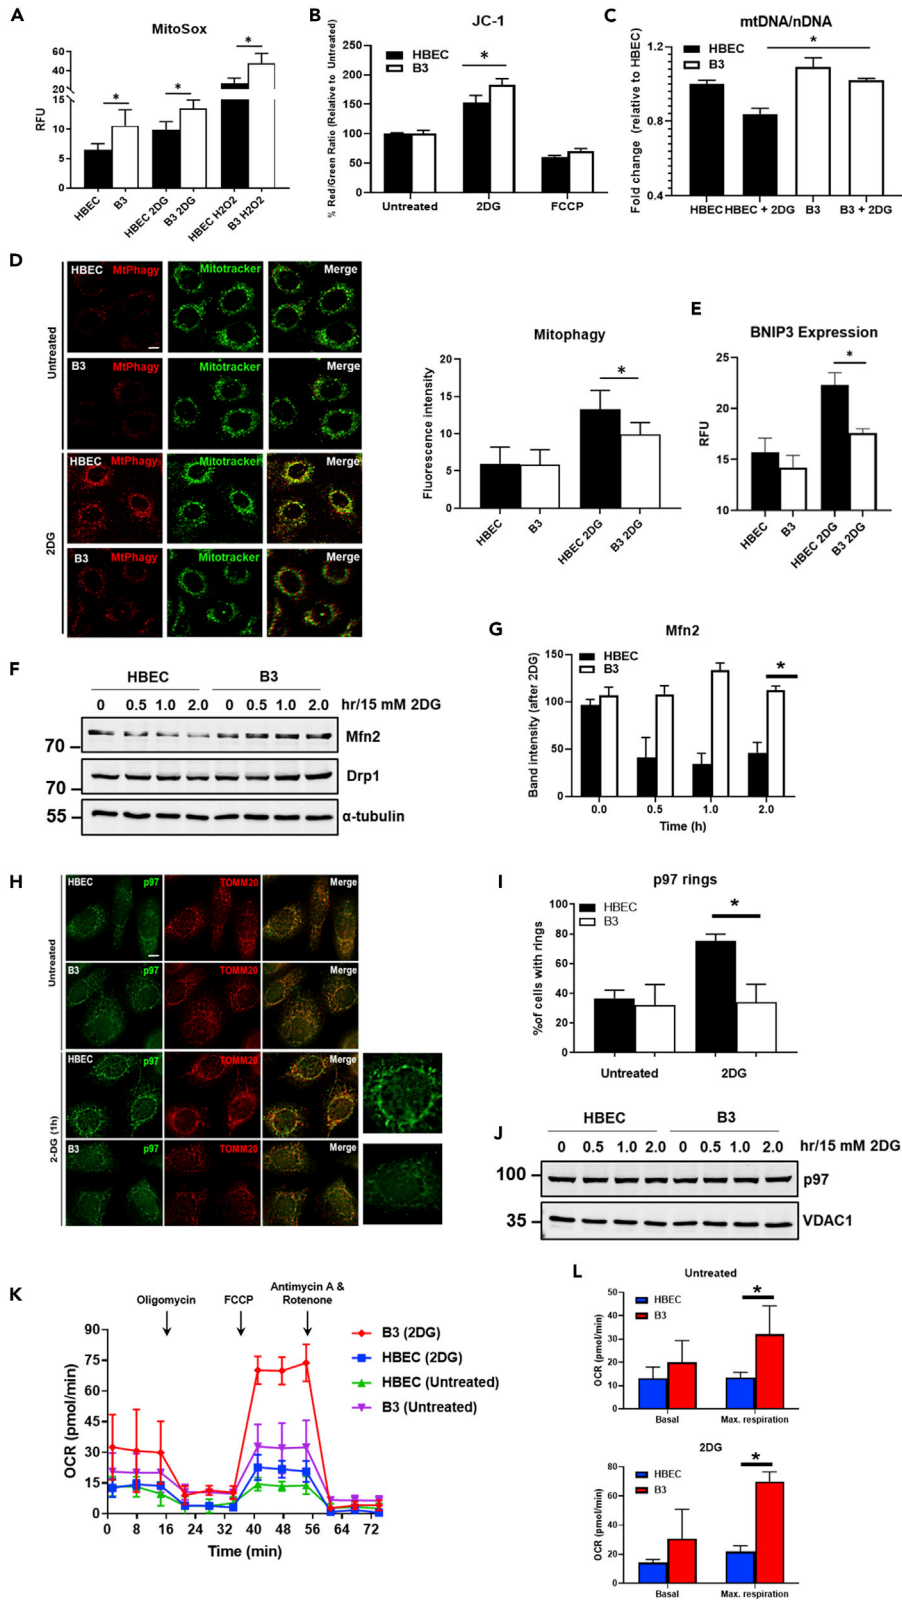 A
MitoSox
RFU
60
40
20
15
10
5
0
HBEC
B3
HBEC 2DG
B3 2DG
HBEC H2O2
B3 H2O2
*
*
*
B
JC-1
% Red/Green Ratio (Relative to Untreated)
250
200
150
100
50
0
HBEC
B3
*
Untreated
2DG
FCCP
C
mtDNA/nDNA
Fold change (relative to HBEC)
1.2
1.0
0.8
0.6
0.4
HBEC
B3
*
HBEC
HBEC + 2DG
B3
B3 + 2DG
D
Untreated
2DG
HBEC MtPhagy
Mitotracker
Merge
B3 MtPhagy
Mitotracker
Merge
HBEC MtPhagy
Mitotracker
Merge
B3 MtPhagy
Mitotracker
Merge
Mitophagy
Fluorescence intensity
20
15
10
5
0
*
HBEC
B3
HBEC 2DG
B3 2DG
E
BNIP3 Expression
RFU
25
20
15
10
*
HBEC
B3
HBEC 2DG
B3 2DG
F
HBEC B3
0 0.5 1.0 2.0 0 0.5 1.0 2.0 hr/15 mM 2DG
70
Mfn2
70
Drp1
55
α-tubulin
G
Mfn2
Band intensity (after 2DG)
150
100
50
0
HBEC
B3
*
0.0 0.5 1.0 2.0
Time (h)
H
Untreated
2-DG (1h)
HBEC p97
TOMM20
Merge
B3 p97
TOMM20
Merge
HBEC p97
TOMM20
Merge
B3 p97
TOMM20
Merge
I
p97 rings
%of cells with rings
100
80
60
40
20
0
HBEC
B3
*
Untreated
2DG
J
HBEC B3
0 0.5 1.0 2.0 0 0.5 1.0 2.0 hr/15 mM 2DG
100
p97
35
VDAC1
K
Oligomycin
FCCP
Antimycin A &
Rotenone
OCR (pmol/min)
90
75
60
45
30
15
0
0 8 16 24 32 40 48 56 64 72
Time (min)
B3 (2DG)
HBEC (2DG)
HBEC (Untreated)
B3 (Untreated)
L
Untreated
OCR (pmol/min)
50
40
30
20
10
0
HBEC
B3
*
Basal
Max. respiration
2DG
OCR (pmol/min)
80
60
40
20
0
HBEC
B3
*
Basal
Max. respiration